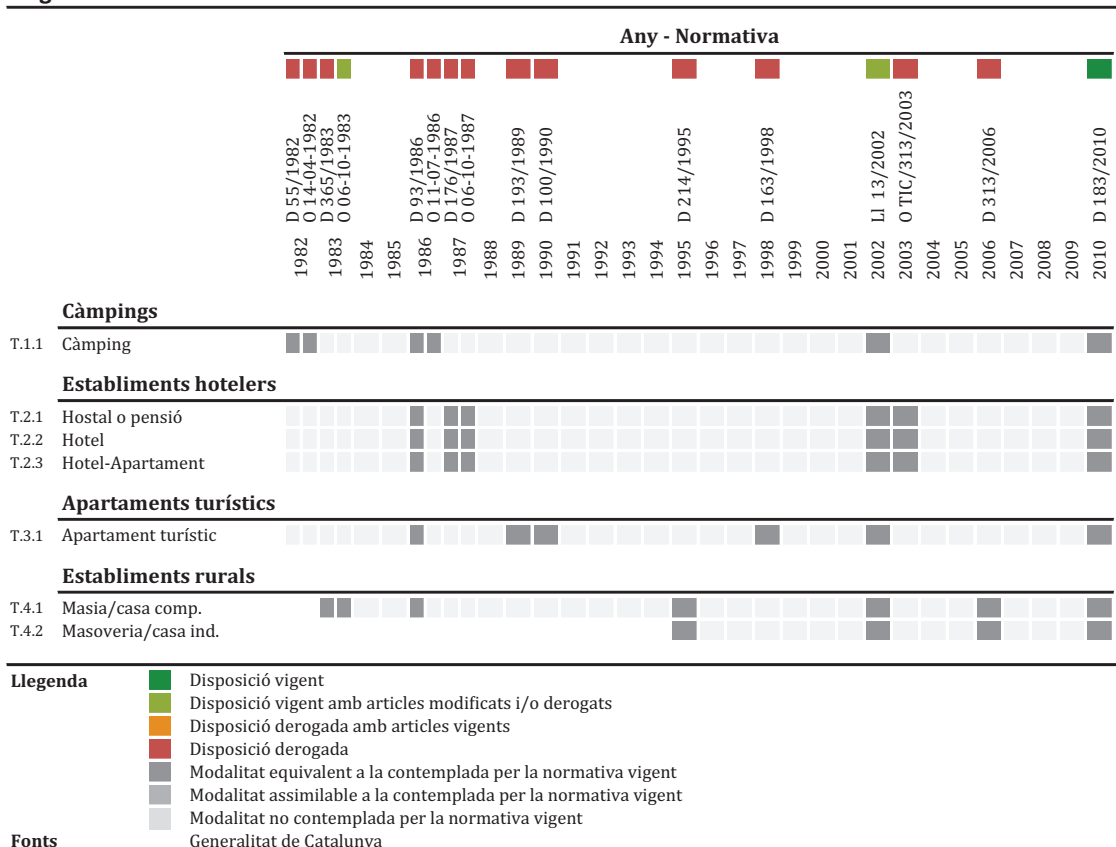 Any - Normativa
D 55/1982
O 14-04-1982
D 365/1983
O 06-10-1983
D 93/1986
O 11-07-1986
D 176/1987
O 06-10-1987
D 193/1989
D 100/1990
D 214/1995
D 163/1998
Ll 13/2002
O TIC/313/2003
D 313/2006
D 183/2010
1982
1983
1984
1985
1986
1987
1988
1989
1990
1991
1992
1993
1994
1995
1996
1997
1998
1999
2000
2001
2002
2003
2004
2005
2006
2007
2008
2009
2010
Càmpings
T.1.1 Càmping
Establiments hotelers
T.2.1 Hostal o pensió
T.2.2 Hotel
T.2.3 Hotel-Apartament
Apartaments turístics
T.3.1 Apartament turístic
Establiments rurals
T.4.1 Masia/casa comp.
T.4.2 Masoveria/casa ind.
Llegenda Disposició vigent
Disposició vigent amb articles modificats i/o derogats
Disposició derogada amb articles vigents
Disposició derogada
Modalitat equivalent a la contemplada per la normativa vigent
Modalitat assimilable a la contemplada per la normativa vigent
Modalitat no contemplada per la normativa vigent
Fonts Generalitat de Catalunya